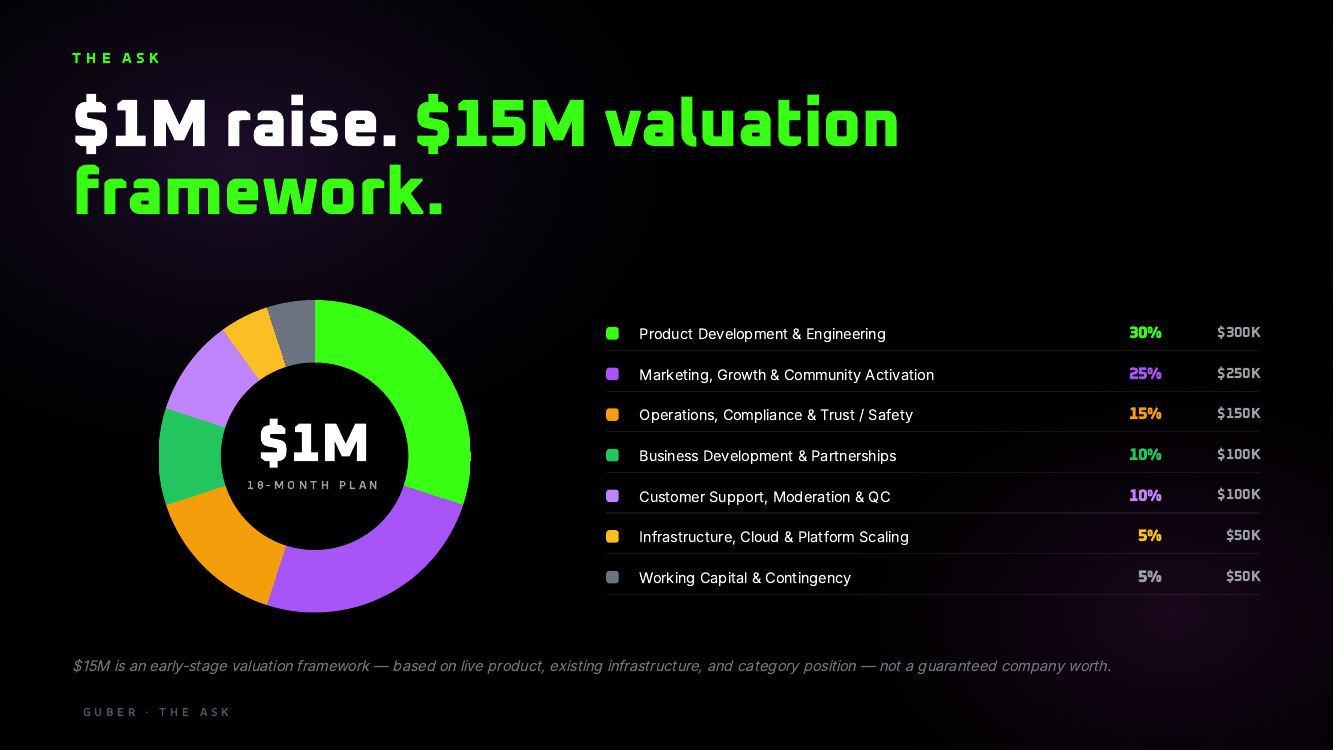 THE ASK
$1M raise. $15M valuation
framework.
$1M
18-MONTH PLAN
Product Development & Engineering 30% $300K
Marketing, Growth & Community Activation 25% $250K
Operations, Compliance & Trust / Safety 15% $150K
Business Development & Partnerships 10% $100K
Customer Support, Moderation & QC 10% $100K
Infrastructure, Cloud & Platform Scaling 5% $50K
Working Capital & Contingency 5% $50K
$15M is an early-stage valuation framework — based on live product, existing infrastructure, and category position — not a guaranteed company worth.
GUBER · THE ASK